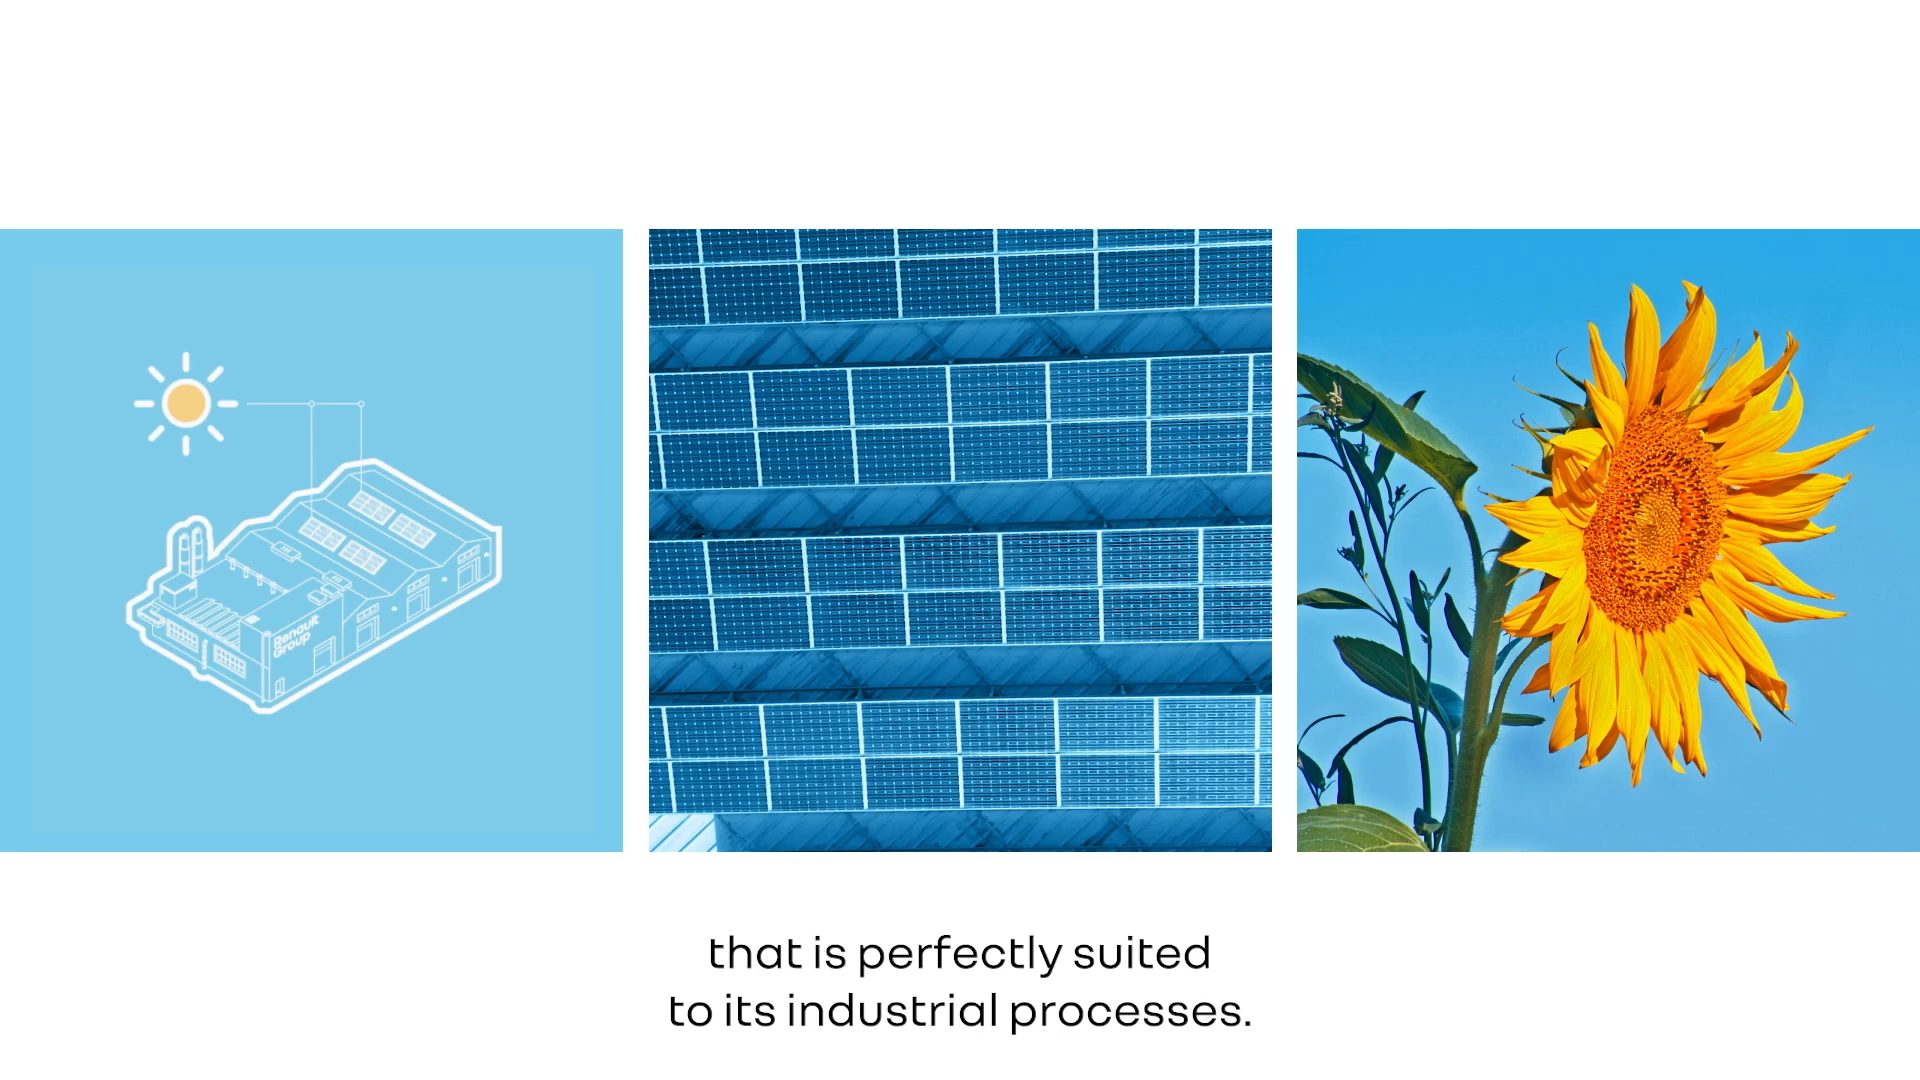 Renault
Group
that is perfectly suited
to its industrial processes.